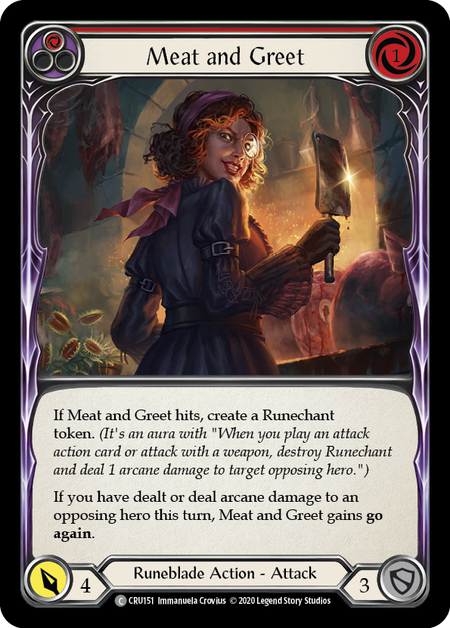 Meat and Greet
1
If Meat and Greet hits, create a Runechant
token. (It's an aura with "When you play an attack
action card or attack with a weapon, destroy Runechant
and deal 1 arcane damage to target opposing hero.")
If you have dealt or deal arcane damage to an
opposing hero this turn, Meat and Greet gains go
again.
4
Runeblade Action - Attack
3
C CRU151 Immanuela Crovius © 2020 Legend Story Studios